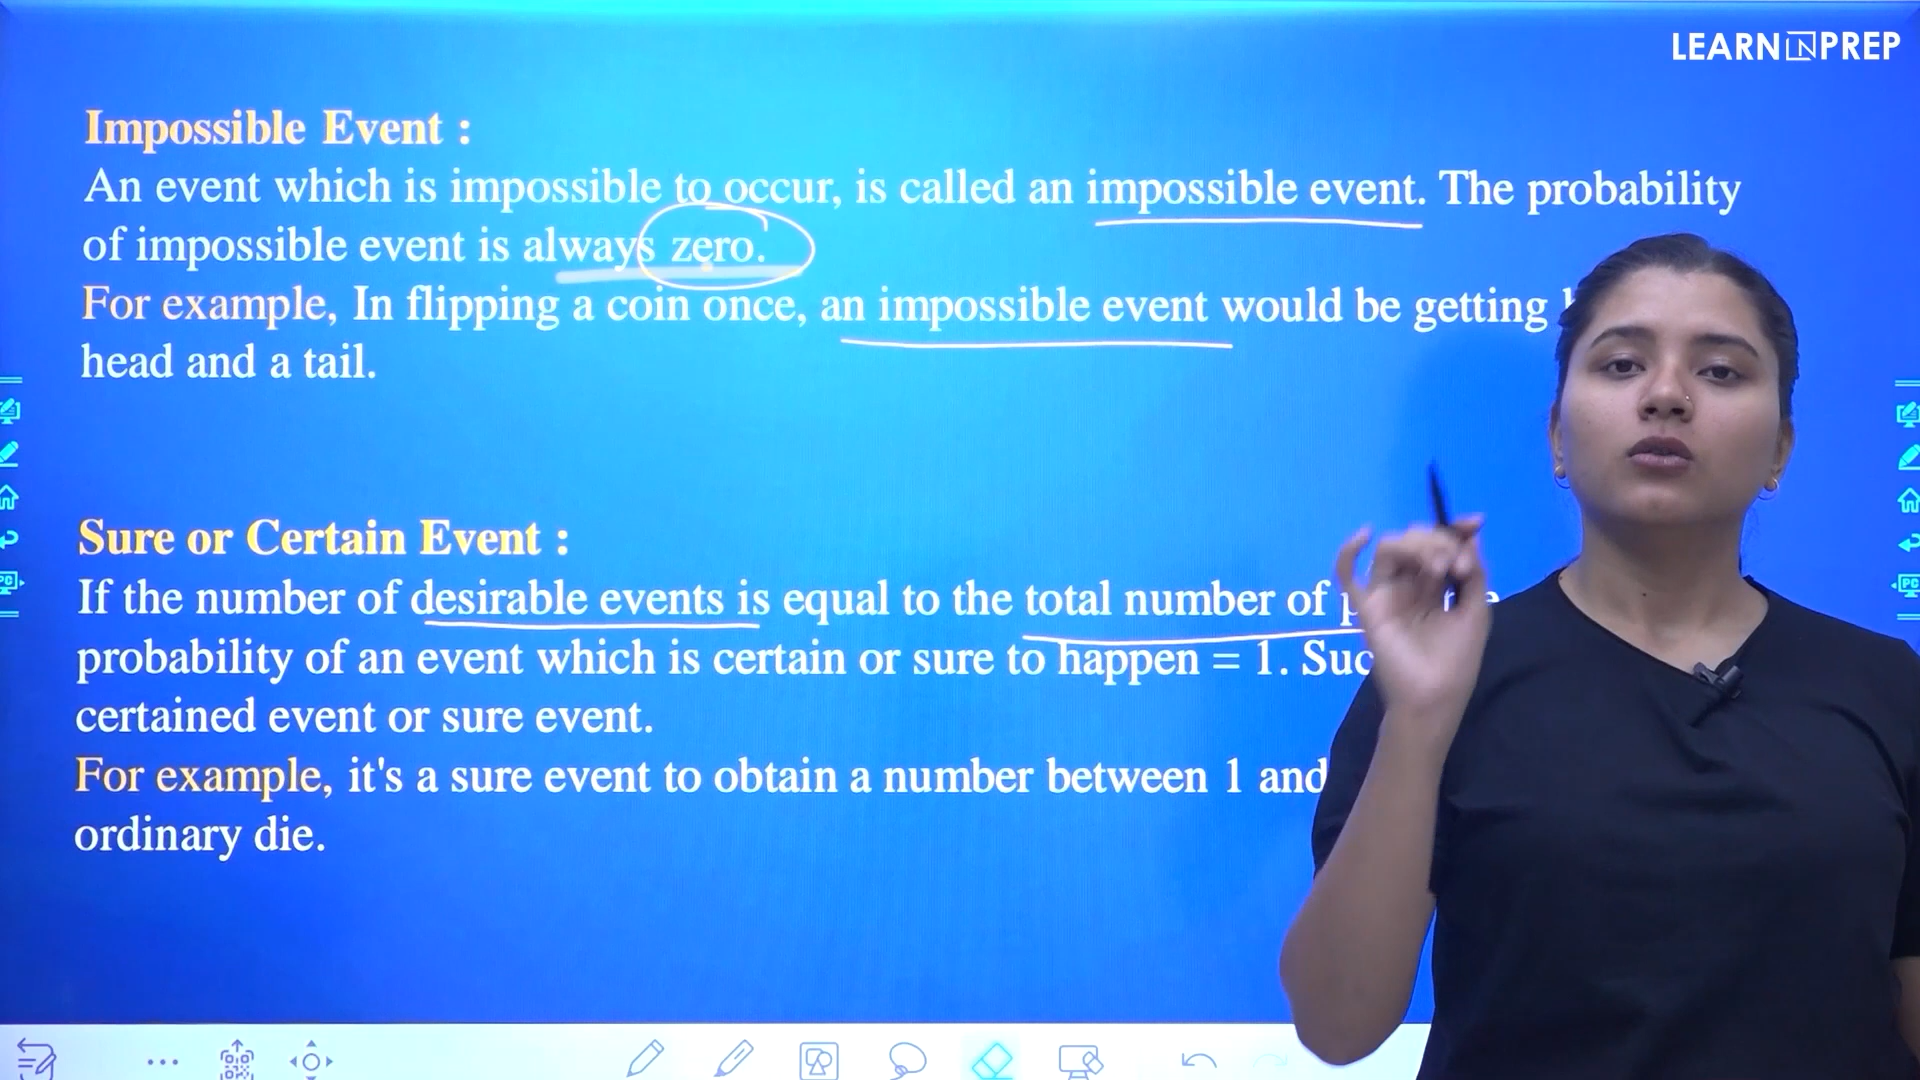 LEARN N PREP
Impossible Event :
An event which is impossible to occur, is called an impossible event. The probability
of impossible event is always zero.
For example, In flipping a coin once, an impossible event would be getting
head and a tail.
Sure or Certain Event :
If the number of desirable events is equal to the total number of
probability of an event which is certain or sure to happen = 1.
certained event or sure event.
For example, it's a sure event to obtain a number between 1 and
ordinary die.